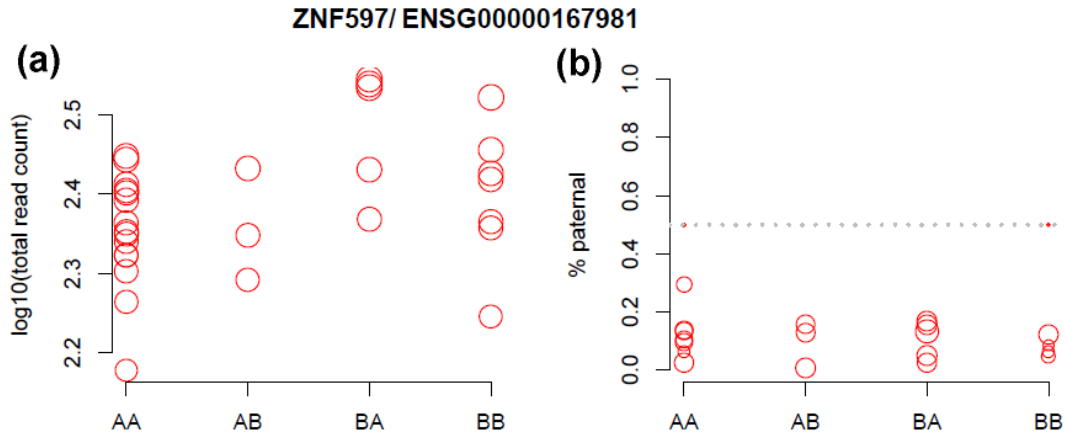 ZNF597/ ENSG00000167981
(a)
log10(total read count)
2.5
2.4
2.3
2.2
AA AB BA BB
(b)
% paternal
1.0
0.8
0.6
0.4
0.2
0.0
AA AB BA BB